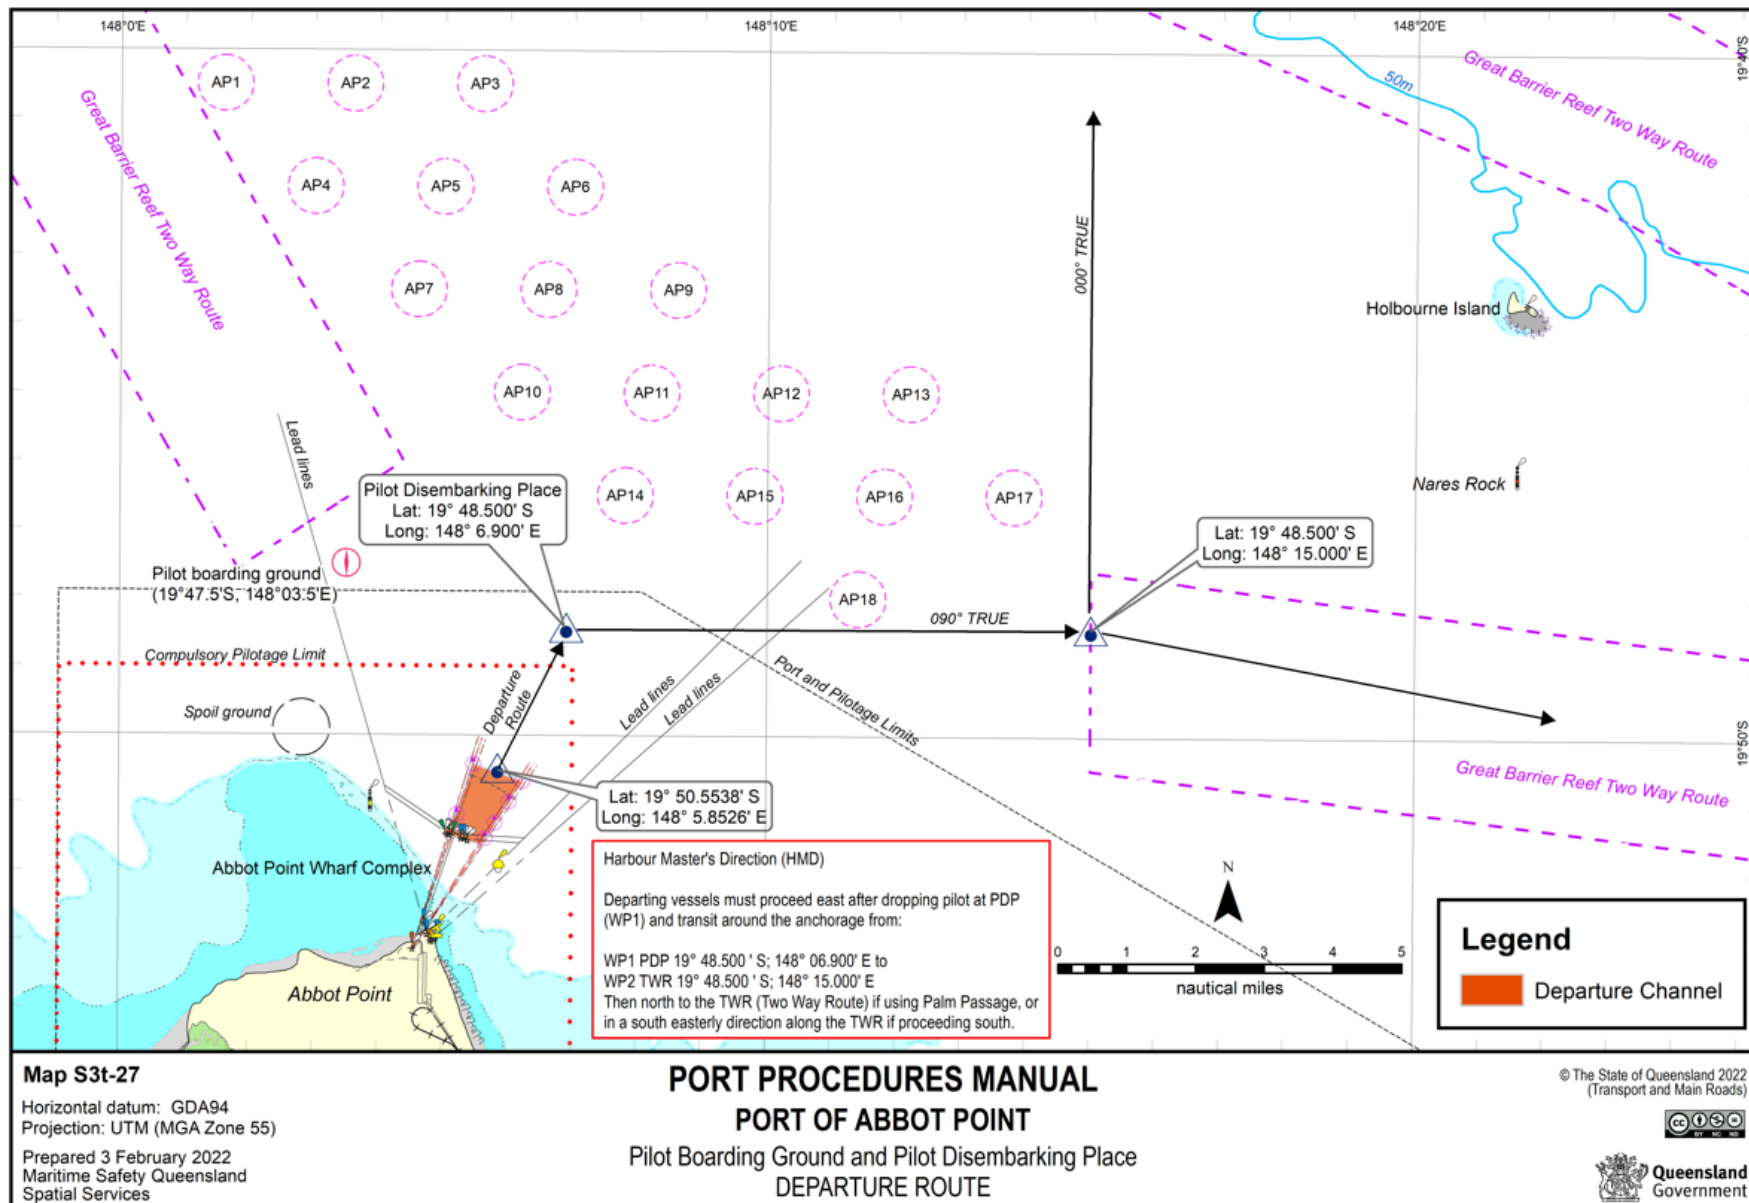 148°0'E
148°10'E
148°20'E
19°40'S
AP1
AP2
AP3
Great Barrier Reef Two Way Route
50m
Great Barrier Reef Two Way Route
AP4
AP5
AP6
000° TRUE
AP7
AP8
AP9
Holbourne Island
AP10
AP11
AP12
AP13
Lead lines
Pilot Disembarking Place
Lat: 19° 48.500' S
Long: 148° 6.900' E
AP14
AP15
AP16
AP17
Nares Rock
Lat: 19° 48.500' S
Long: 148° 15.000' E
Pilot boarding ground
(19°47.5'S, 148°03.5'E)
AP18
090° TRUE
Compulsory Pilotage Limit
Departure
Route
Lead lines
Lead lines
Port and Pilotage Limits
Spoil ground
19°50'S
Great Barrier Reef Two Way Route
Lat: 19° 50.5538' S
Long: 148° 5.8526' E
Abbot Point Wharf Complex
Harbour Master's Direction (HMD)
Departing vessels must proceed east after dropping pilot at PDP
(WP1) and transit around the anchorage from:
WP1 PDP 19° 48.500 ' S; 148° 06.900' E to
WP2 TWR 19° 48.500 ' S; 148° 15.000' E
Then north to the TWR (Two Way Route) if using Palm Passage, or
in a south easterly direction along the TWR if proceeding south.
N
0 1 2 3 4 5
nautical miles
Abbot Point
Legend
Departure Channel
Map S3t-27
Horizontal datum: GDA94
Projection: UTM (MGA Zone 55)
Prepared 3 February 2022
Maritime Safety Queensland
Spatial Services
PORT PROCEDURES MANUAL
PORT OF ABBOT POINT
Pilot Boarding Ground and Pilot Disembarking Place
DEPARTURE ROUTE
© The State of Queensland 2022
(Transport and Main Roads)
cc
BY NC ND
Queensland
Government